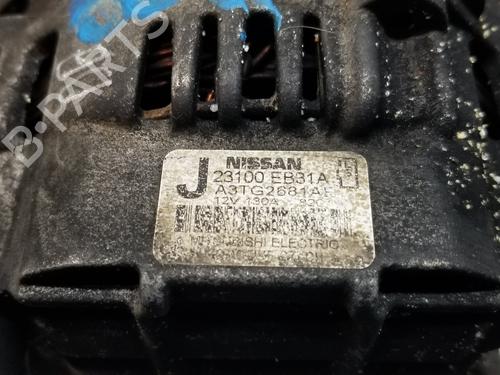 B-PARTS
NISSAN
J
23100 EB31A
A3TG2681AE
12V 130A
MITSUBISHI ELECTRIC